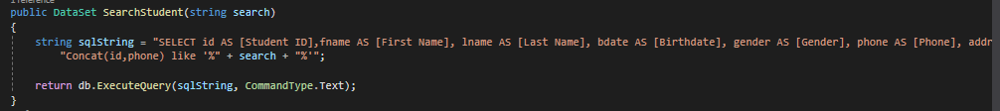 1 reference
public DataSet SearchStudent(string search)
{
string sqlString = "SELECT id AS [Student ID],fname AS [First Name], lname AS [Last Name], bdate AS [Birthdate], gender AS [Gender], phone AS [Phone], addr
"Concat(id,phone) like '%" + search + "%'";
return db.ExecuteQuery(sqlString, CommandType.Text);
}